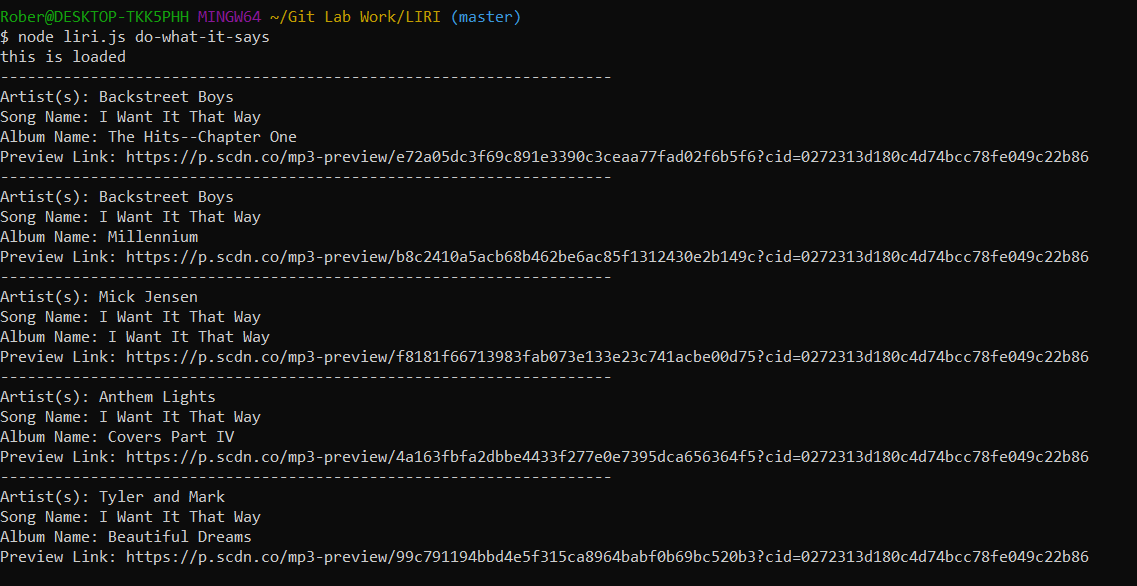 Rober@DESKTOP-TKK5PHH MINGW64 ~/Git Lab Work/LIRI (master)
$ node liri.js do-what-it-says
this is loaded
--------------------------------------------------------------------
Artist(s): Backstreet Boys
Song Name: I Want It That Way
Album Name: The Hits--Chapter One
Preview Link: https://p.scdn.co/mp3-preview/e72a05dc3f69c891e3390c3ceaa77fad02f6b5f6?cid=0272313d180c4d74bcc78fe049c22b86
--------------------------------------------------------------------
Artist(s): Backstreet Boys
Song Name: I Want It That Way
Album Name: Millennium
Preview Link: https://p.scdn.co/mp3-preview/b8c2410a5acb68b462be6ac85f1312430e2b149c?cid=0272313d180c4d74bcc78fe049c22b86
--------------------------------------------------------------------
Artist(s): Mick Jensen
Song Name: I Want It That Way
Album Name: I Want It That Way
Preview Link: https://p.scdn.co/mp3-preview/f8181f66713983fab073e133e23c741acbe00d75?cid=0272313d180c4d74bcc78fe049c22b86
--------------------------------------------------------------------
Artist(s): Anthem Lights
Song Name: I Want It That Way
Album Name: Covers Part IV
Preview Link: https://p.scdn.co/mp3-preview/4a163fbfa2dbbe4433f277e0e7395dca656364f5?cid=0272313d180c4d74bcc78fe049c22b86
--------------------------------------------------------------------
Artist(s): Tyler and Mark
Song Name: I Want It That Way
Album Name: Beautiful Dreams
Preview Link: https://p.scdn.co/mp3-preview/99c791194bbd4e5f315ca8964babf0b69bc520b3?cid=0272313d180c4d74bcc78fe049c22b86